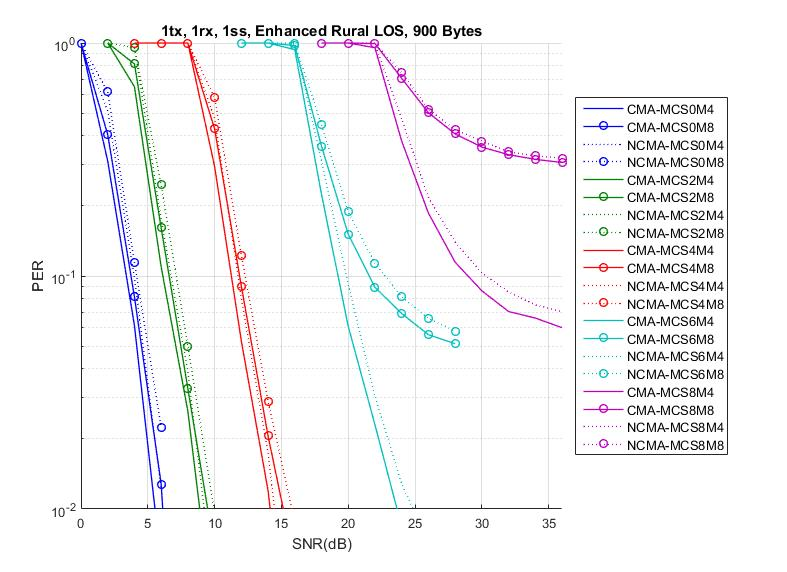 1tx, 1rx, 1ss, Enhanced Rural LOS, 900 Bytes
10^0
10^-1
10^-2
PER
0 5 10 15 20 25 30 35
SNR(dB)
CMA-MCS0M4
CMA-MCS0M8
NCMA-MCS0M4
NCMA-MCS0M8
CMA-MCS2M4
CMA-MCS2M8
NCMA-MCS2M4
NCMA-MCS2M8
CMA-MCS4M4
CMA-MCS4M8
NCMA-MCS4M4
NCMA-MCS4M8
CMA-MCS6M4
CMA-MCS6M8
NCMA-MCS6M4
NCMA-MCS6M8
CMA-MCS8M4
CMA-MCS8M8
NCMA-MCS8M4
NCMA-MCS8M8